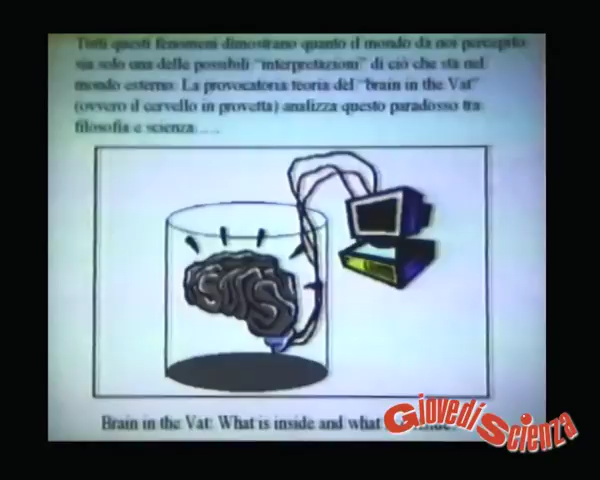 Tutti questi fenomeni dimostrano quanto il mondo da noi percepito
sia solo una delle possibili "interpretazioni" di ciò che sta nel
mondo esterno. La provocatoria teoria del "brain in the Vat"
(ovvero il cervello in provetta) analizza questo paradosso tra
filosofia e scienza.....
Brain in the Vat: What is inside and what
Giovedì
Scienza